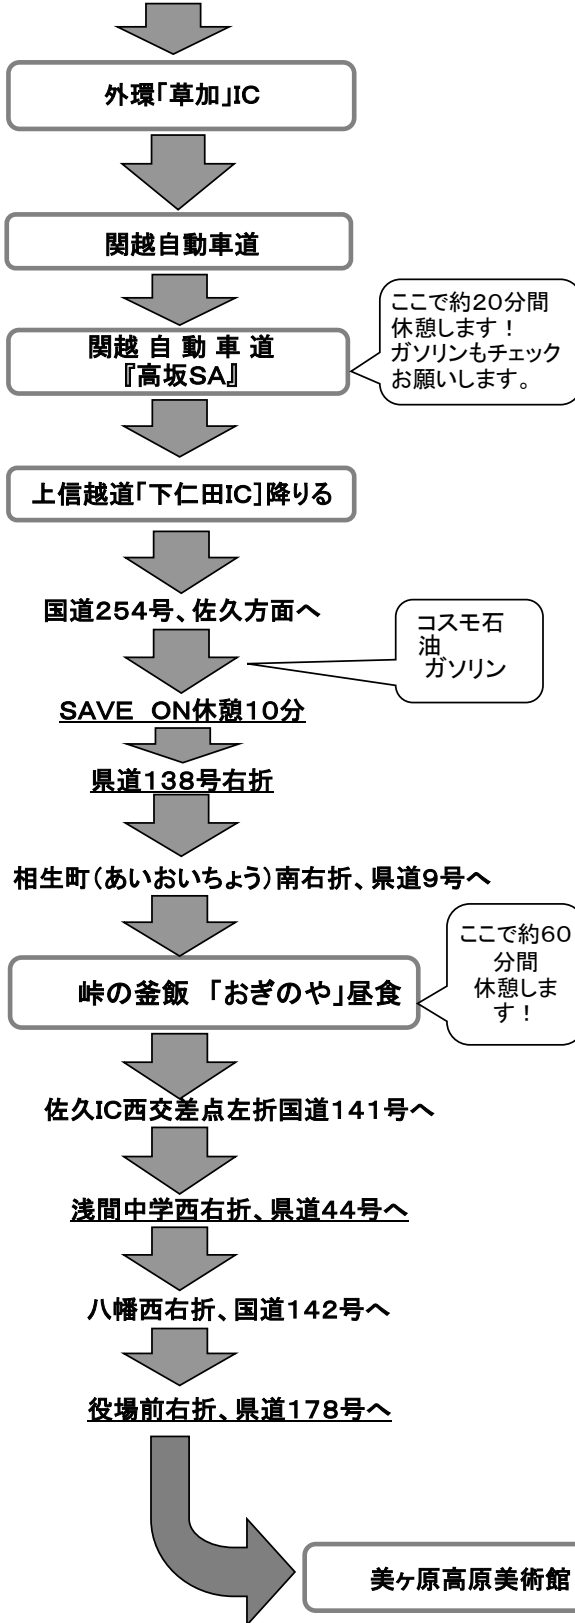 外環「草加」IC
関越自動車道
関 越 自 動 車 道
『高坂SA』
ここで約20分間
休憩します！
ガソリンもチェック
お願いします。
上信越道「下仁田IC]降りる
国道254号、佐久方面へ
コスモ石
油
ガソリン
SAVE　ON休憩10分
県道138号右折
相生町（あいおいちょう）南右折、県道9号へ
ここで約60
分間
休憩しま
す！
峠の釜飯　「おぎのや」昼食
佐久IC西交差点左折国道141号へ
浅間中学西右折、県道44号へ
八幡西右折、国道142号へ
役場前右折、県道178号へ
美ヶ原高原美術館